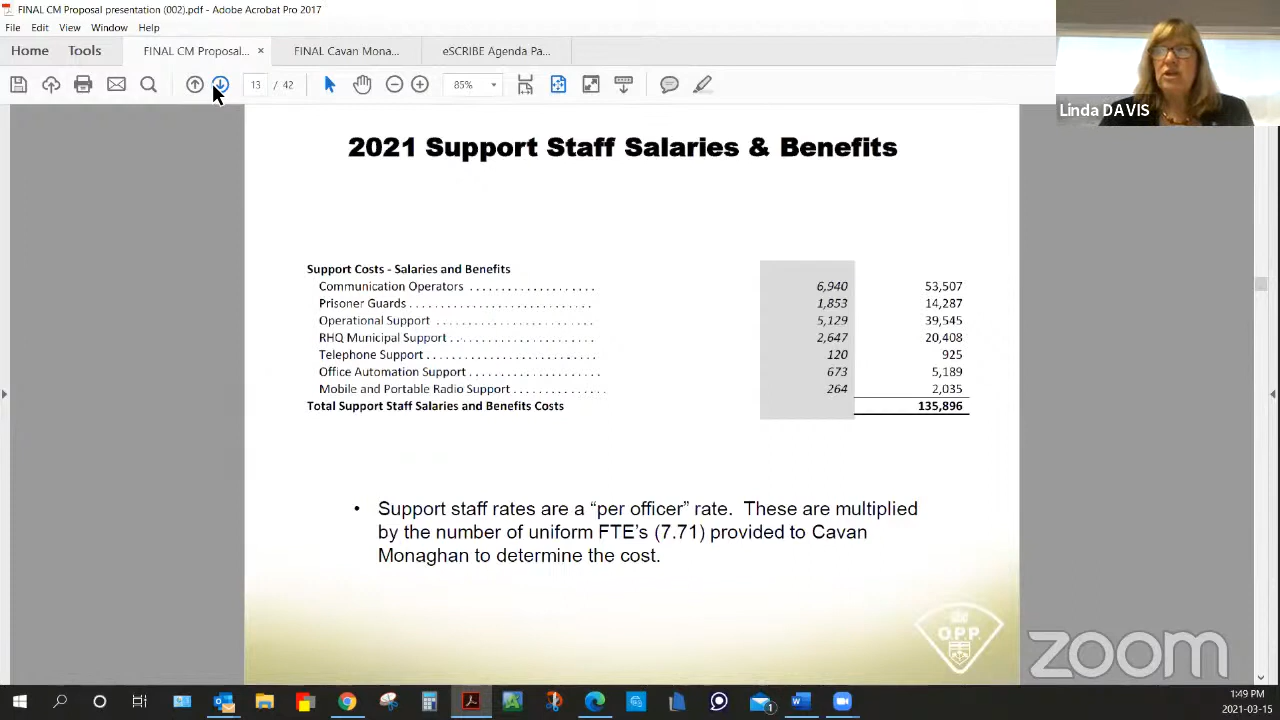 FINAL CM Proposal presentation (002).pdf - Adobe Acrobat Pro 2017
File Edit View Window Help
Home Tools FINAL CM Proposal... × FINAL Cavan Mona... eSCRIBE Agenda Pa...
13 / 42 85%
Linda DAVIS
2021 Support Staff Salaries & Benefits
Support Costs - Salaries and Benefits
Communication Operators . . . . . . . . . . . . . . . . . . . . 6,940 53,507
Prisoner Guards . . . . . . . . . . . . . . . . . . . . . . . . . . . . 1,853 14,287
Operational Support . . . . . . . . . . . . . . . . . . . . . . . . 5,129 39,545
RHQ Municipal Support . . . . . . . . . . . . . . . . . . . . . . 2,647 20,408
Telephone Support . . . . . . . . . . . . . . . . . . . . . . . . . . 120 925
Office Automation Support . . . . . . . . . . . . . . . . . . . . 673 5,189
Mobile and Portable Radio Support . . . . . . . . . . . . . . 264 2,035
Total Support Staff Salaries and Benefits Costs 135,896
• Support staff rates are a “per officer” rate. These are multiplied
by the number of uniform FTE’s (7.71) provided to Cavan
Monaghan to determine the cost.
O.P.P.
zoom
1:49 PM
2021-03-15